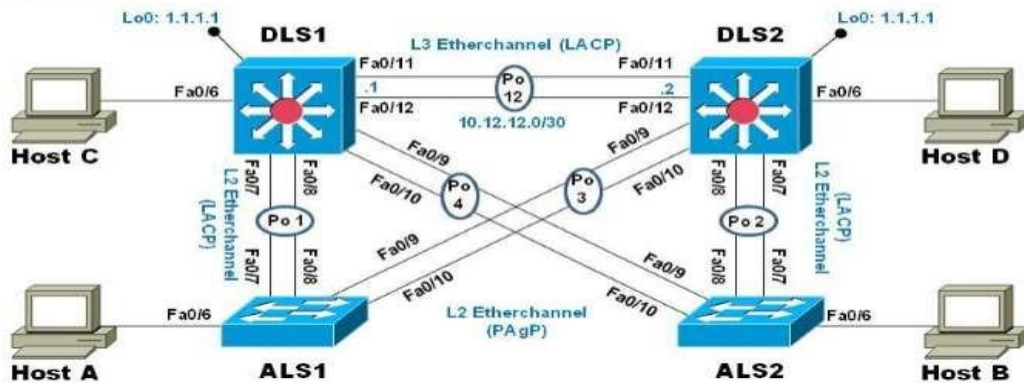 Lo0: 1.1.1.1
Lo0: 1.1.1.1
DLS1
DLS2
L3 Etherchannel (LACP)
Fa0/11
Fa0/11
Po
12
.1
.2
Fa0/6
Fa0/6
Fa0/12
Fa0/12
10.12.12.0/30
Host C
Host D
Fa0/9
Fa0/9
Fa0/10
Fa0/10
Fa0/7
Fa0/8
Fa0/8
Fa0/7
L2 Etherchannel
(LACP)
L2 Etherchannel
(LACP)
Po 1
Po
4
Po
3
Po 2
Fa0/7
Fa0/8
Fa0/9
Fa0/10
Fa0/9
Fa0/10
Fa0/8
Fa0/7
L2 Etherchannel
(PAgP)
Fa0/6
Fa0/6
Host A
ALS1
ALS2
Host B